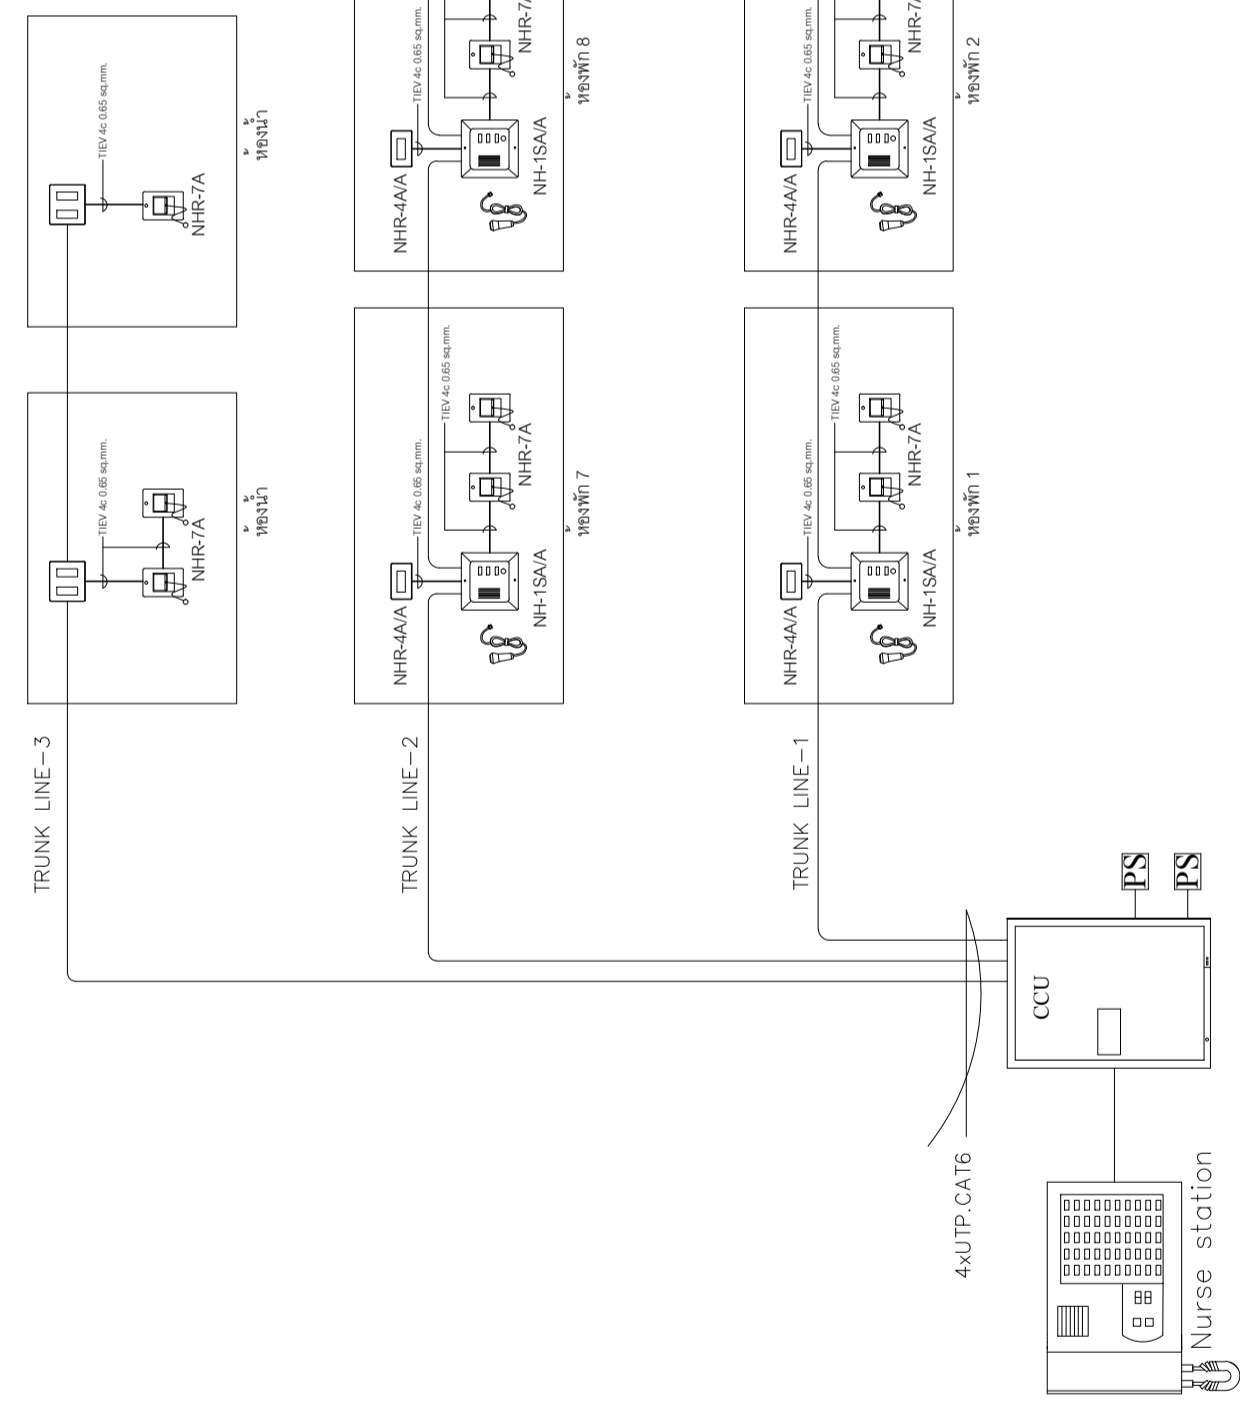 TRUNK LINE-3
TIEV 4c 0.65 sq.mm.
NHR-7A
ห้องน้ำ
TIEV 4c 0.65 sq.mm.
NHR-7A
ห้องน้ำ
TRUNK LINE-2
NHR-4A/A
TIEV 4c 0.65 sq.mm.
TIEV 4c 0.65 sq.mm.
NHR-7A
NH-1SA/A
ห้องพัก 7
NHR-4A/A
TIEV 4c 0.65 sq.mm.
NHR-7A
NH-1SA/A
ห้องพัก 8
TRUNK LINE-1
NHR-4A/A
TIEV 4c 0.65 sq.mm.
TIEV 4c 0.65 sq.mm.
NHR-7A
NH-1SA/A
ห้องพัก 1
NHR-4A/A
TIEV 4c 0.65 sq.mm.
NHR-7A
NH-1SA/A
ห้องพัก 2
4xUTP.CAT6
CCU
PS
PS
Nurse station